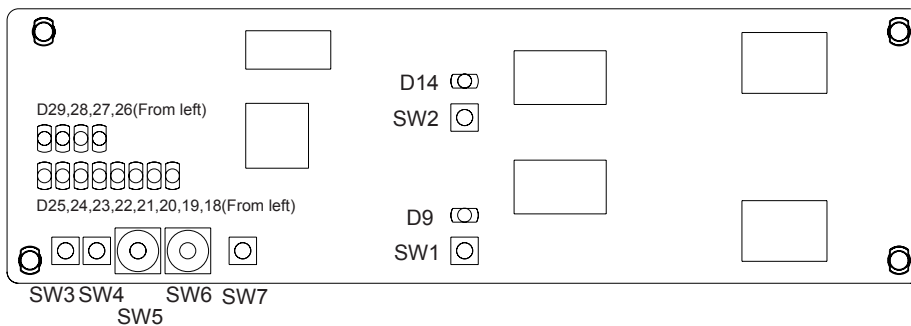 D14
SW2
D29,28,27,26(From left)
D25,24,23,22,21,20,19,18(From left)
D9
SW1
SW3 SW4 SW6 SW7
SW5